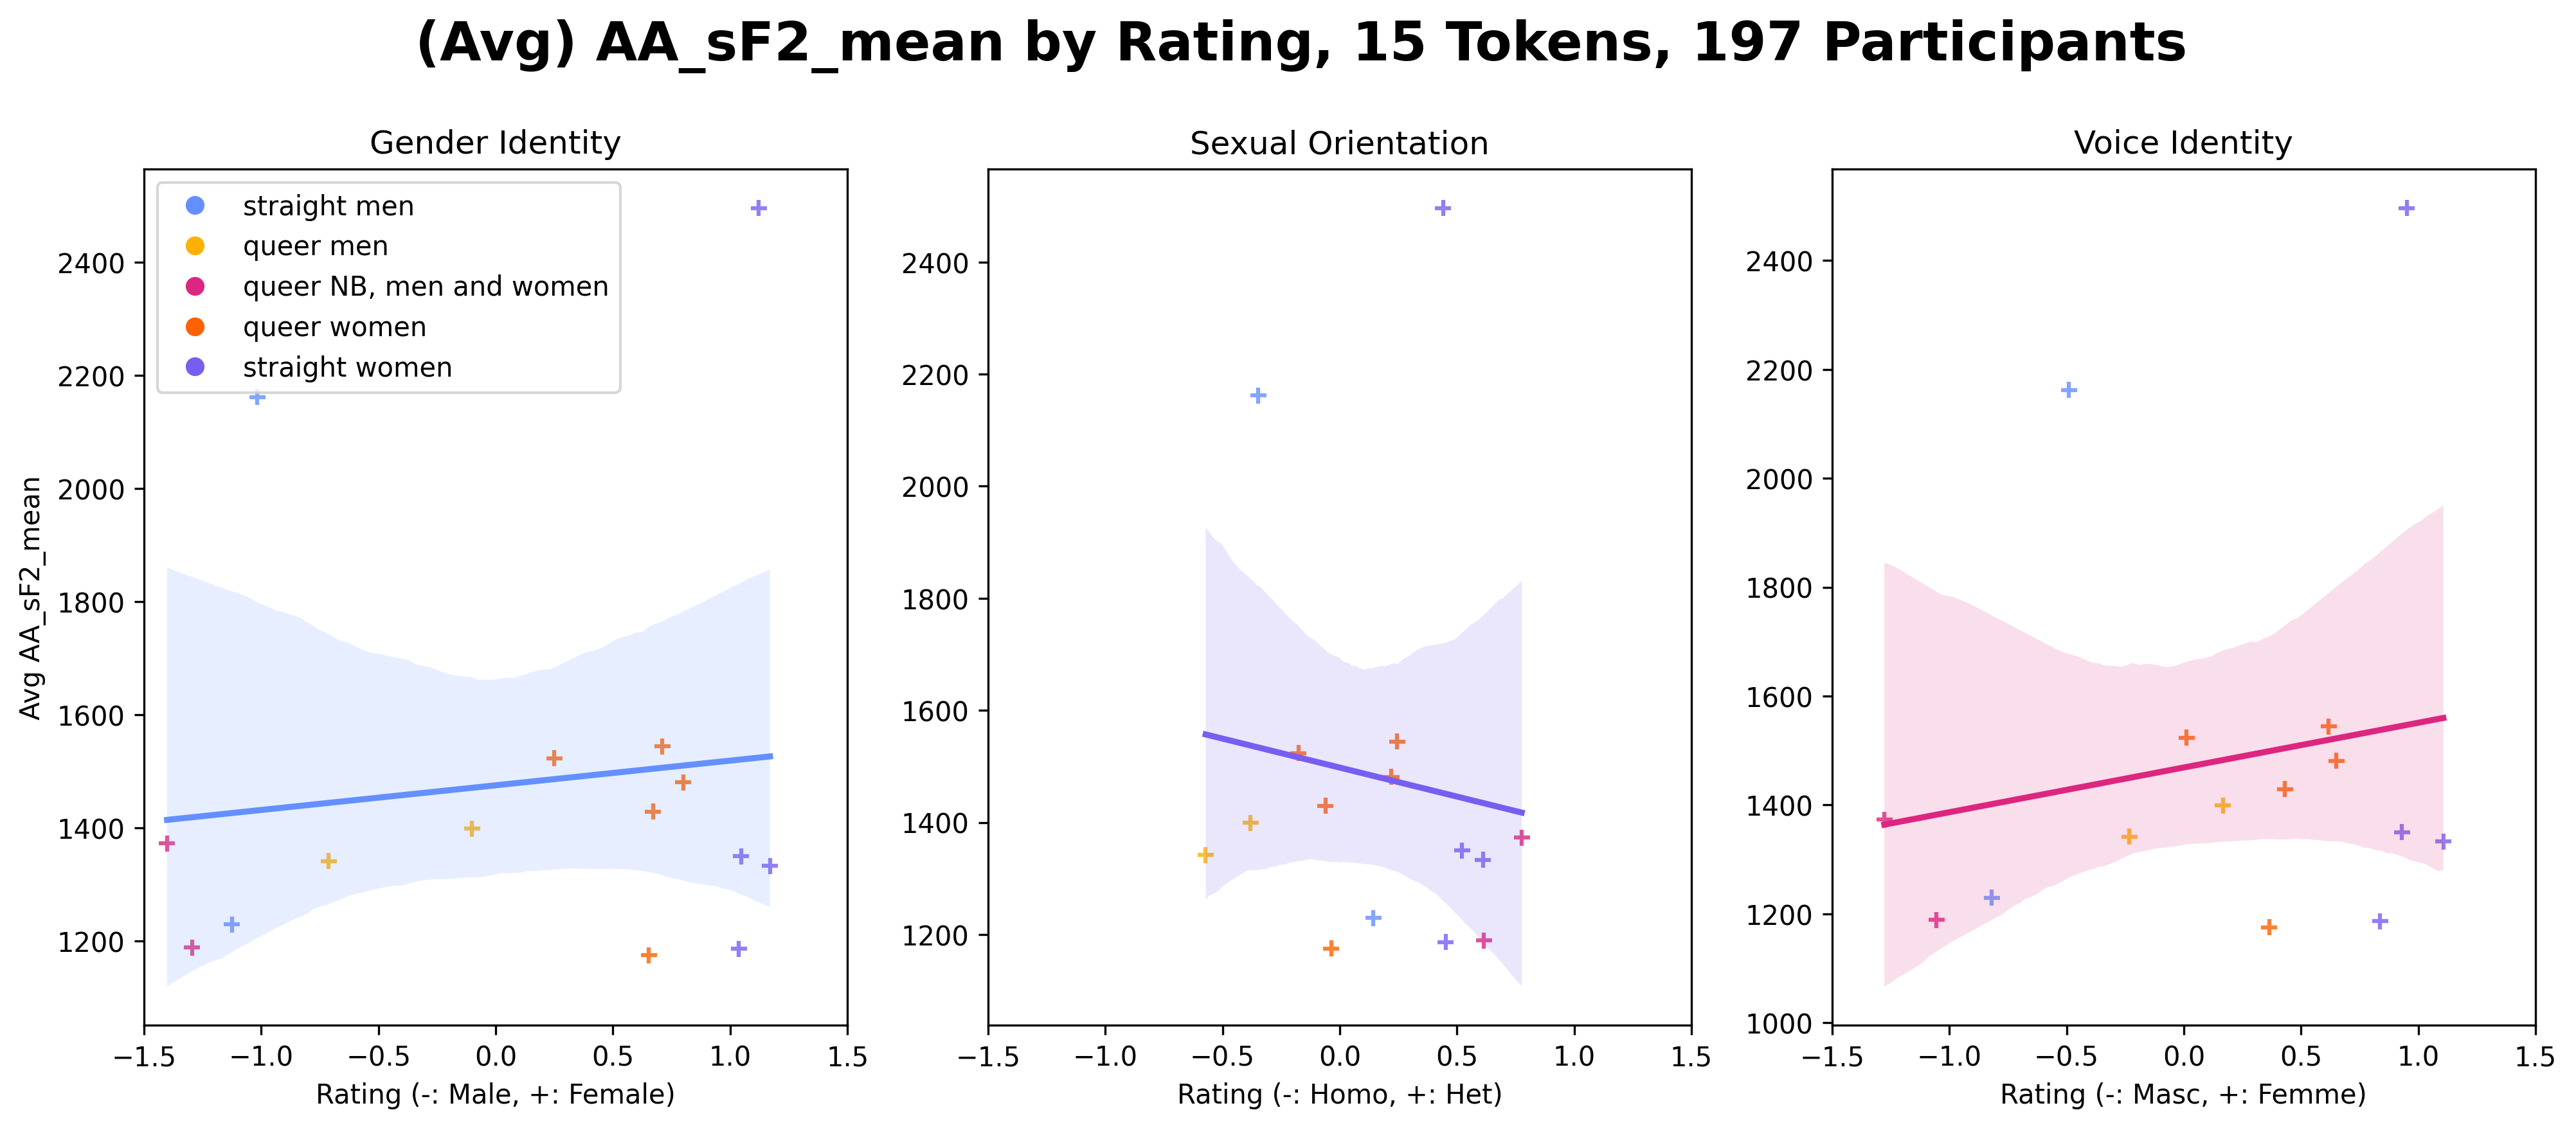 (Avg) AA_sF2_mean by Rating, 15 Tokens, 197 Participants
Gender Identity
straight men
queer men
queer NB, men and women
queer women
straight women
Avg AA_sF2_mean
2400
2200
2000
1800
1600
1400
1200
−1.5 −1.0 −0.5 0.0 0.5 1.0 1.5
Rating (-: Male, +: Female)
Sexual Orientation
2400
2200
2000
1800
1600
1400
1200
−1.5 −1.0 −0.5 0.0 0.5 1.0 1.5
Rating (-: Homo, +: Het)
Voice Identity
2400
2200
2000
1800
1600
1400
1200
1000
−1.5 −1.0 −0.5 0.0 0.5 1.0 1.5
Rating (-: Masc, +: Femme)